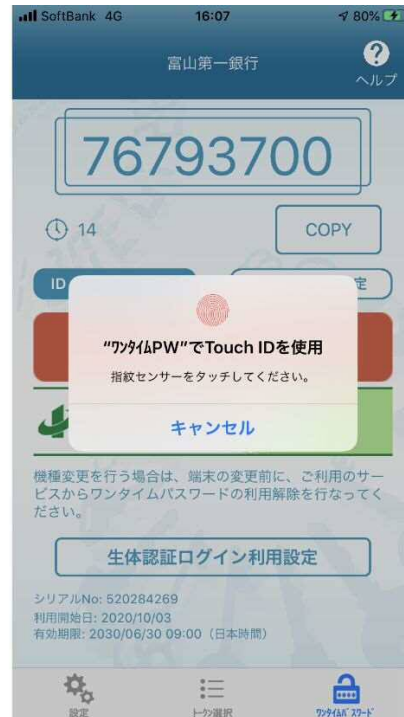 SoftBank 4G 16:07 80%
富山第一銀行
?
ヘルプ
76793700
14
COPY
ID
定
"ワンタイムPW"でTouch IDを使用
指紋センサーをタッチしてください。
キャンセル
機種変更を行う場合は、端末の変更前に、ご利用のサー
ビスからワンタイムパスワードの利用解除を行なってく
ださい。
生体認証ログイン利用設定
シリアルNo: 520284269
利用開始日: 2020/10/03
有効期限: 2030/06/30 09:00（日本時間）
設定 トークン選択 ワンタイムパスワード